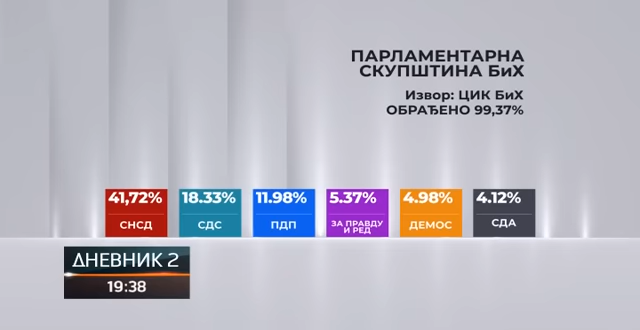 ПАРЛАМЕНТАРНА
СКУПШТИНА БиХ
Извор: ЦИК БиХ
ОБРАЂЕНО 99,37%
41,72%
СНСД
18.33%
СДС
11.98%
ПДП
5.37%
ЗА ПРАВДУ
И РЕД
4.98%
ДЕМОС
4.12%
СДА
ДНЕВНИК 2
19:38